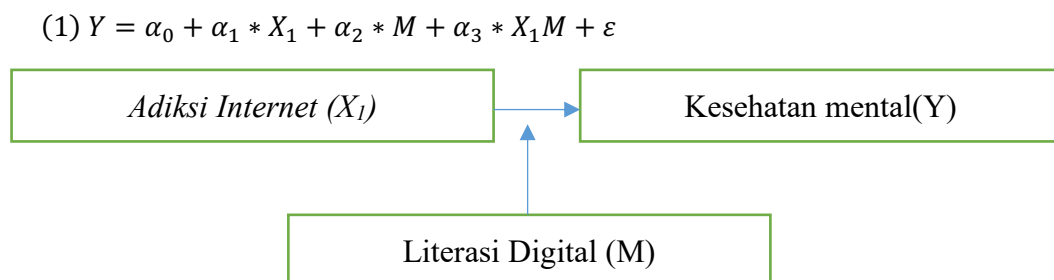 (1) 𝑌 = 𝛼₀ + 𝛼₁ * 𝑋₁ + 𝛼₂ * 𝑀 + 𝛼₃ * 𝑋₁𝑀 + 𝜀
Adiksi Internet (X₁)
Kesehatan mental(Y)
Literasi Digital (M)